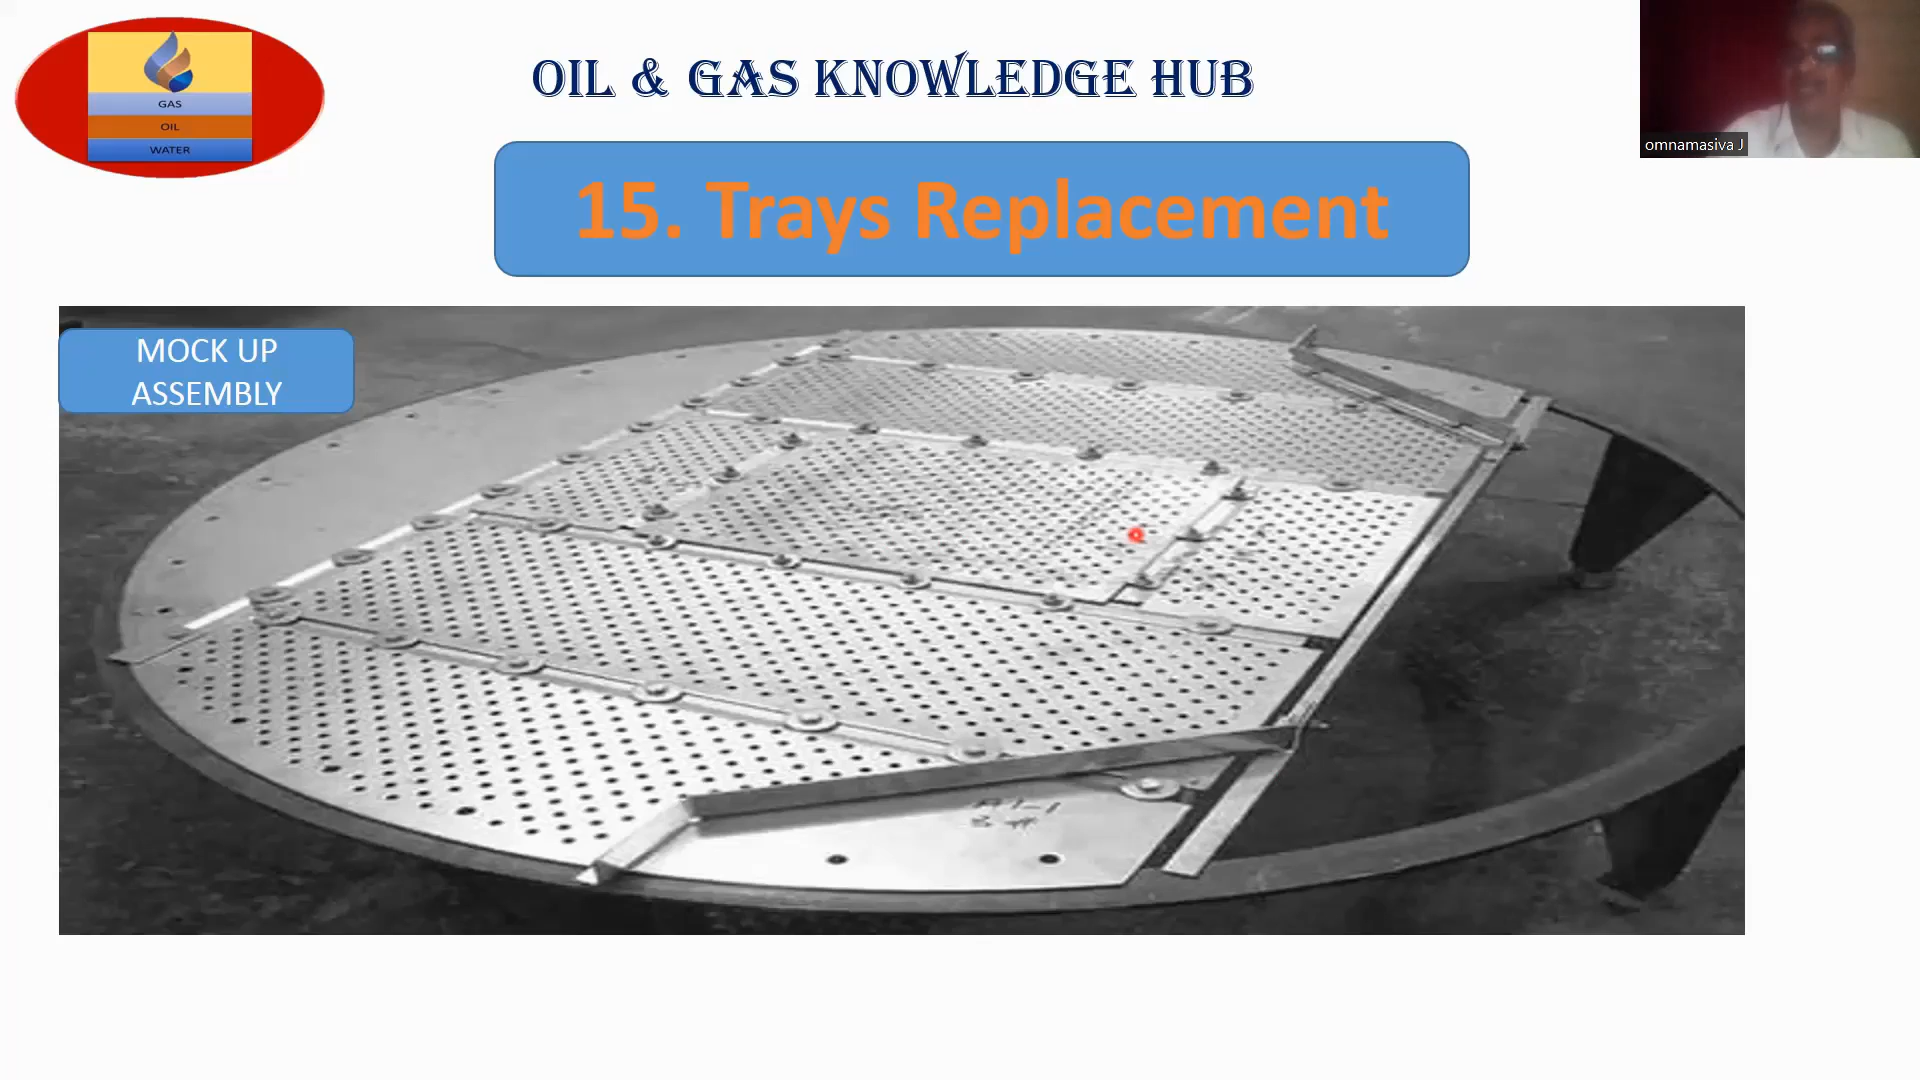 GAS
OIL
WATER
OIL & GAS KNOWLEDGE HUB
omnamasiva J
15. Trays Replacement
MOCK UP
ASSEMBLY